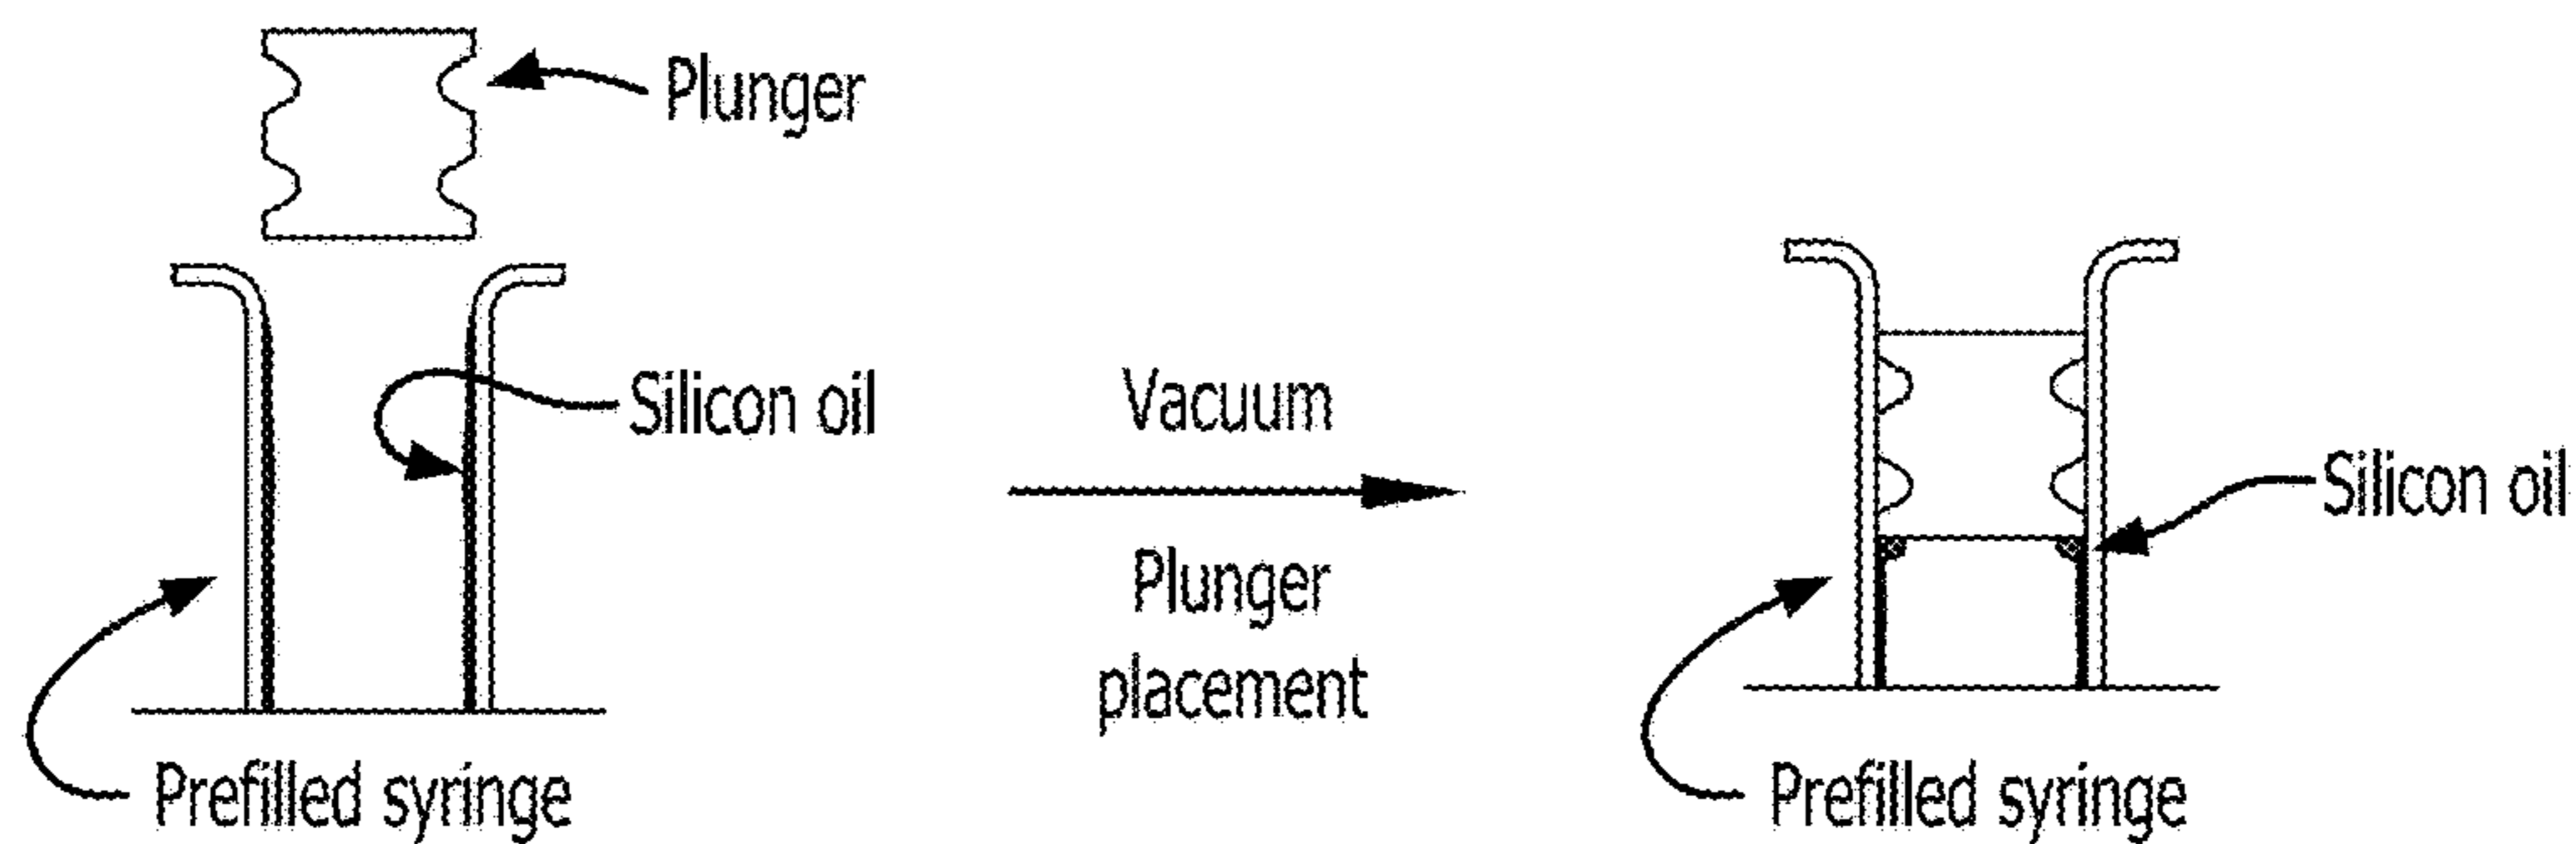 Plunger
Silicon oil
Prefilled syringe
Vacuum
Plunger
placement
Silicon oil
Prefilled syringe